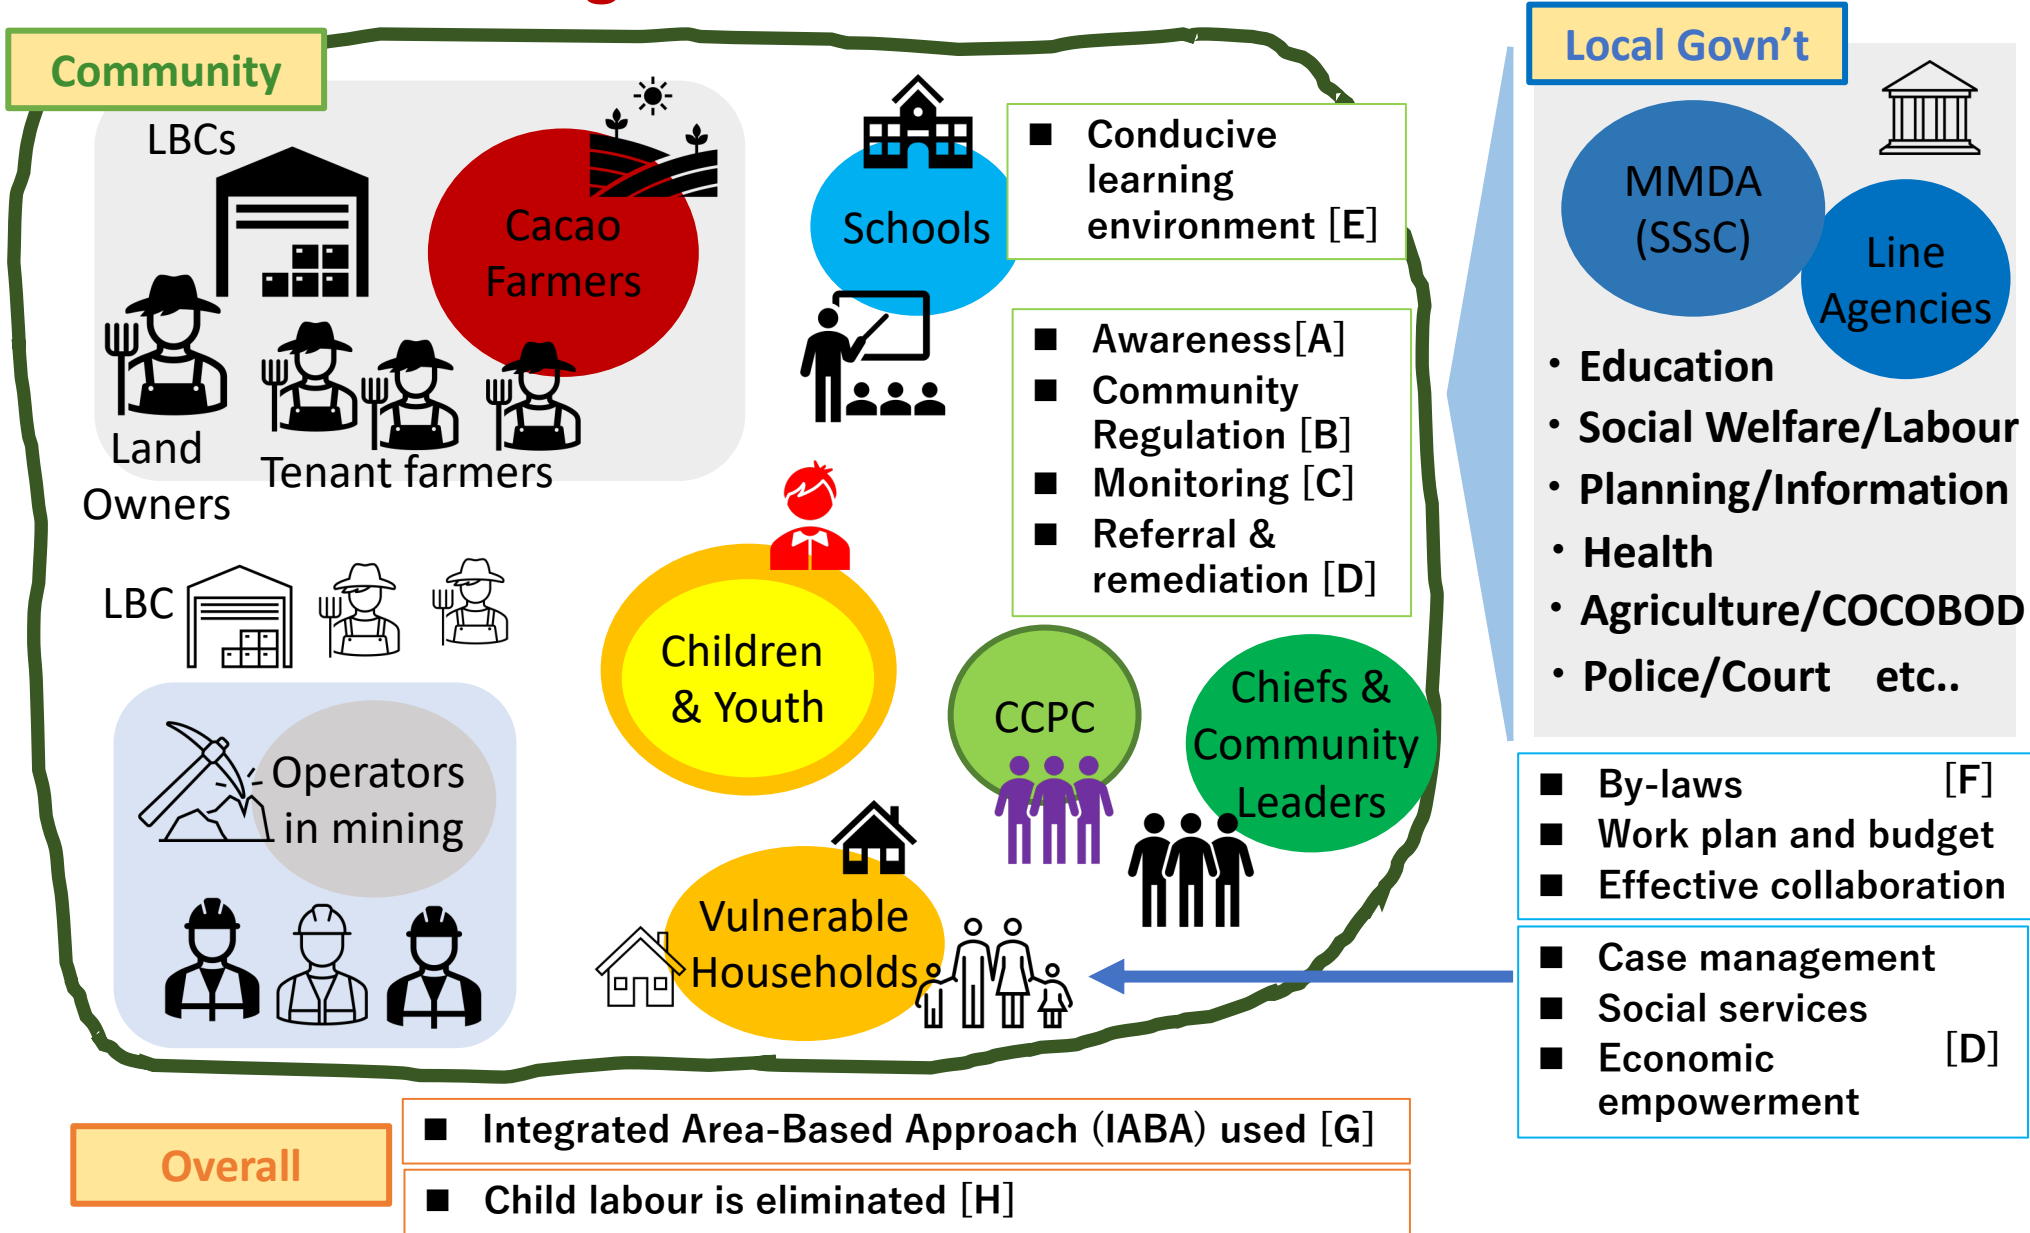 Community
LBCs
Cacao
Farmers
Land
Owners
Tenant farmers
LBC
Operators
in mining
Schools
■ Conducive
learning
environment [E]
■ Awareness[A]
■ Community
Regulation [B]
■ Monitoring [C]
■ Referral &
remediation [D]
Children
& Youth
CCPC
Chiefs &
Community
Leaders
Vulnerable
Households
Local Govn’t
MMDA
(SSsC)
Line
Agencies
・Education
・Social Welfare/Labour
・Planning/Information
・Health
・Agriculture/COCOBOD
・Police/Court etc..
■ By-laws [F]
■ Work plan and budget
■ Effective collaboration
■ Case management
■ Social services
■ Economic [D]
empowerment
Overall
■ Integrated Area-Based Approach (IABA) used [G]
■ Child labour is eliminated [H]